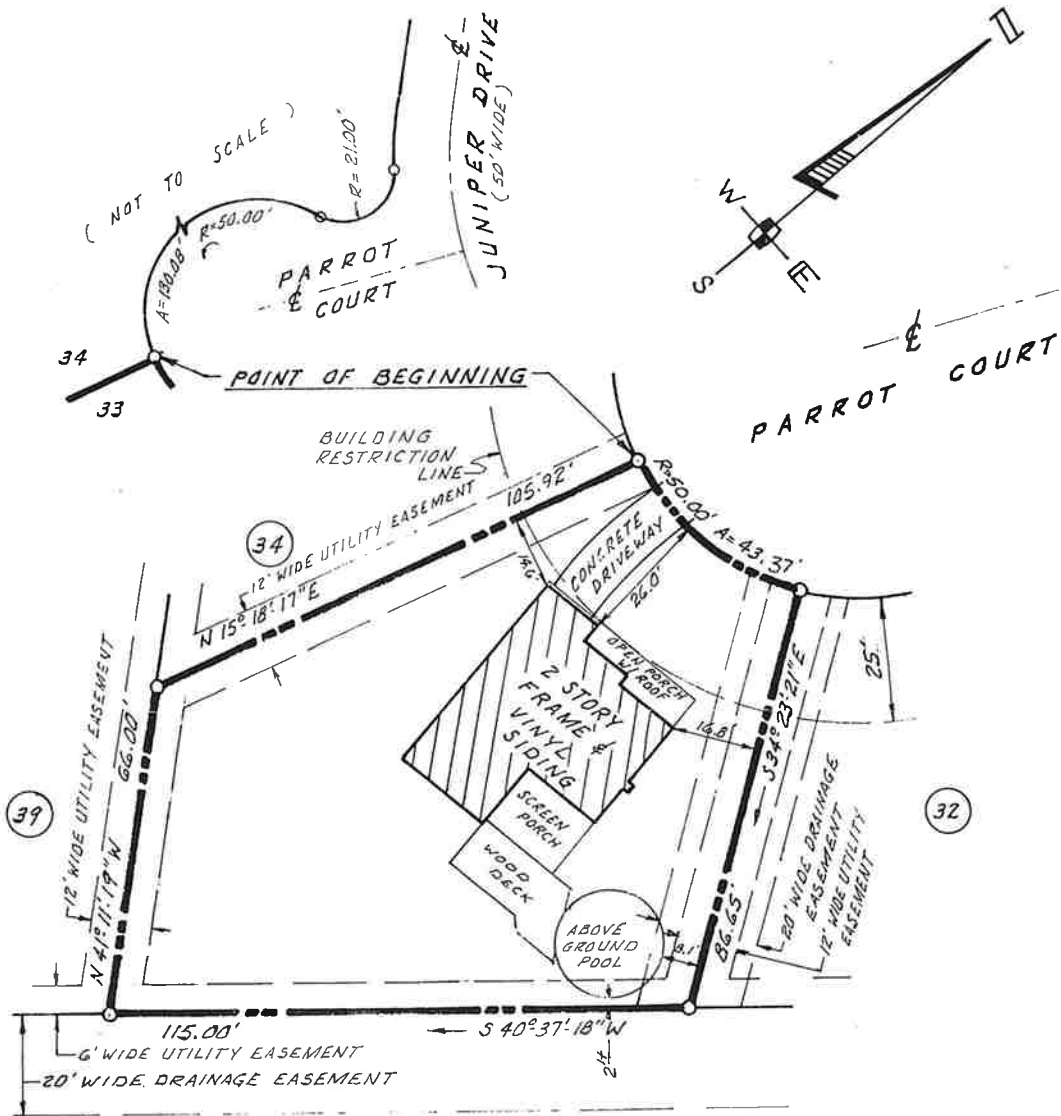 JUNIPER DRIVE
(50' WIDE)
N
W
E
S
( NOT TO SCALE )
R=21.00'
R=50.00'
A=130.08'
PARROT
COURT
34
33
POINT OF BEGINNING
PARROT COURT
BUILDING
RESTRICTION
LINE
105.92'
R=50.00'
A=43.37'
34
12' WIDE UTILITY EASEMENT
N 15°-18'-17" E
CONCRETE
DRIVEWAY
26.0'
OPEN PORCH
W/ROOF
2 STORY
FRAME &
VINYL
SIDING
16.8'
25'
S 34°-23'-21" E
12' WIDE UTILITY EASEMENT
66.00'
N 41°-11'-19" W
39
SCREEN
PORCH
WOOD
DECK
ABOVE
GROUND
POOL
8.1'
86.65'
20' WIDE DRAINAGE
EASEMENT
12' WIDE UTILITY
EASEMENT
32
115.00'
S 40°-37'-18" W
6' WIDE UTILITY EASEMENT
20' WIDE DRAINAGE EASEMENT